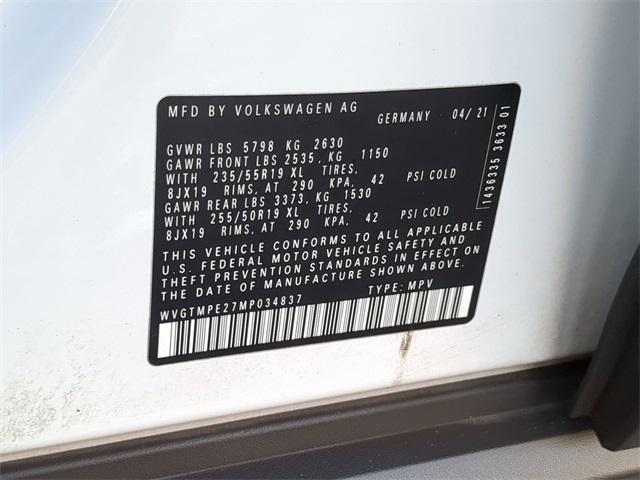 MFD BY VOLKSWAGEN AG GERMANY 04/21
GVWR LBS 5798 KG 2630
GAWR FRONT LBS 2535, KG 1150
WITH 235/55R19 XL TIRES,
8JX19 RIMS, AT 290 KPA, 42 PSI COLD
GAWR REAR LBS 3373, KG 1530
WITH 255/50R19 XL TIRES,
8JX19 RIMS, AT 290 KPA, 42 PSI COLD
THIS VEHICLE CONFORMS TO ALL APPLICABLE
U.S. FEDERAL MOTOR VEHICLE SAFETY AND
THEFT PREVENTION STANDARDS IN EFFECT ON
THE DATE OF MANUFACTURE SHOWN ABOVE.
WVGTMPE27MP034837 TYPE: MPV
1436335 3633 01